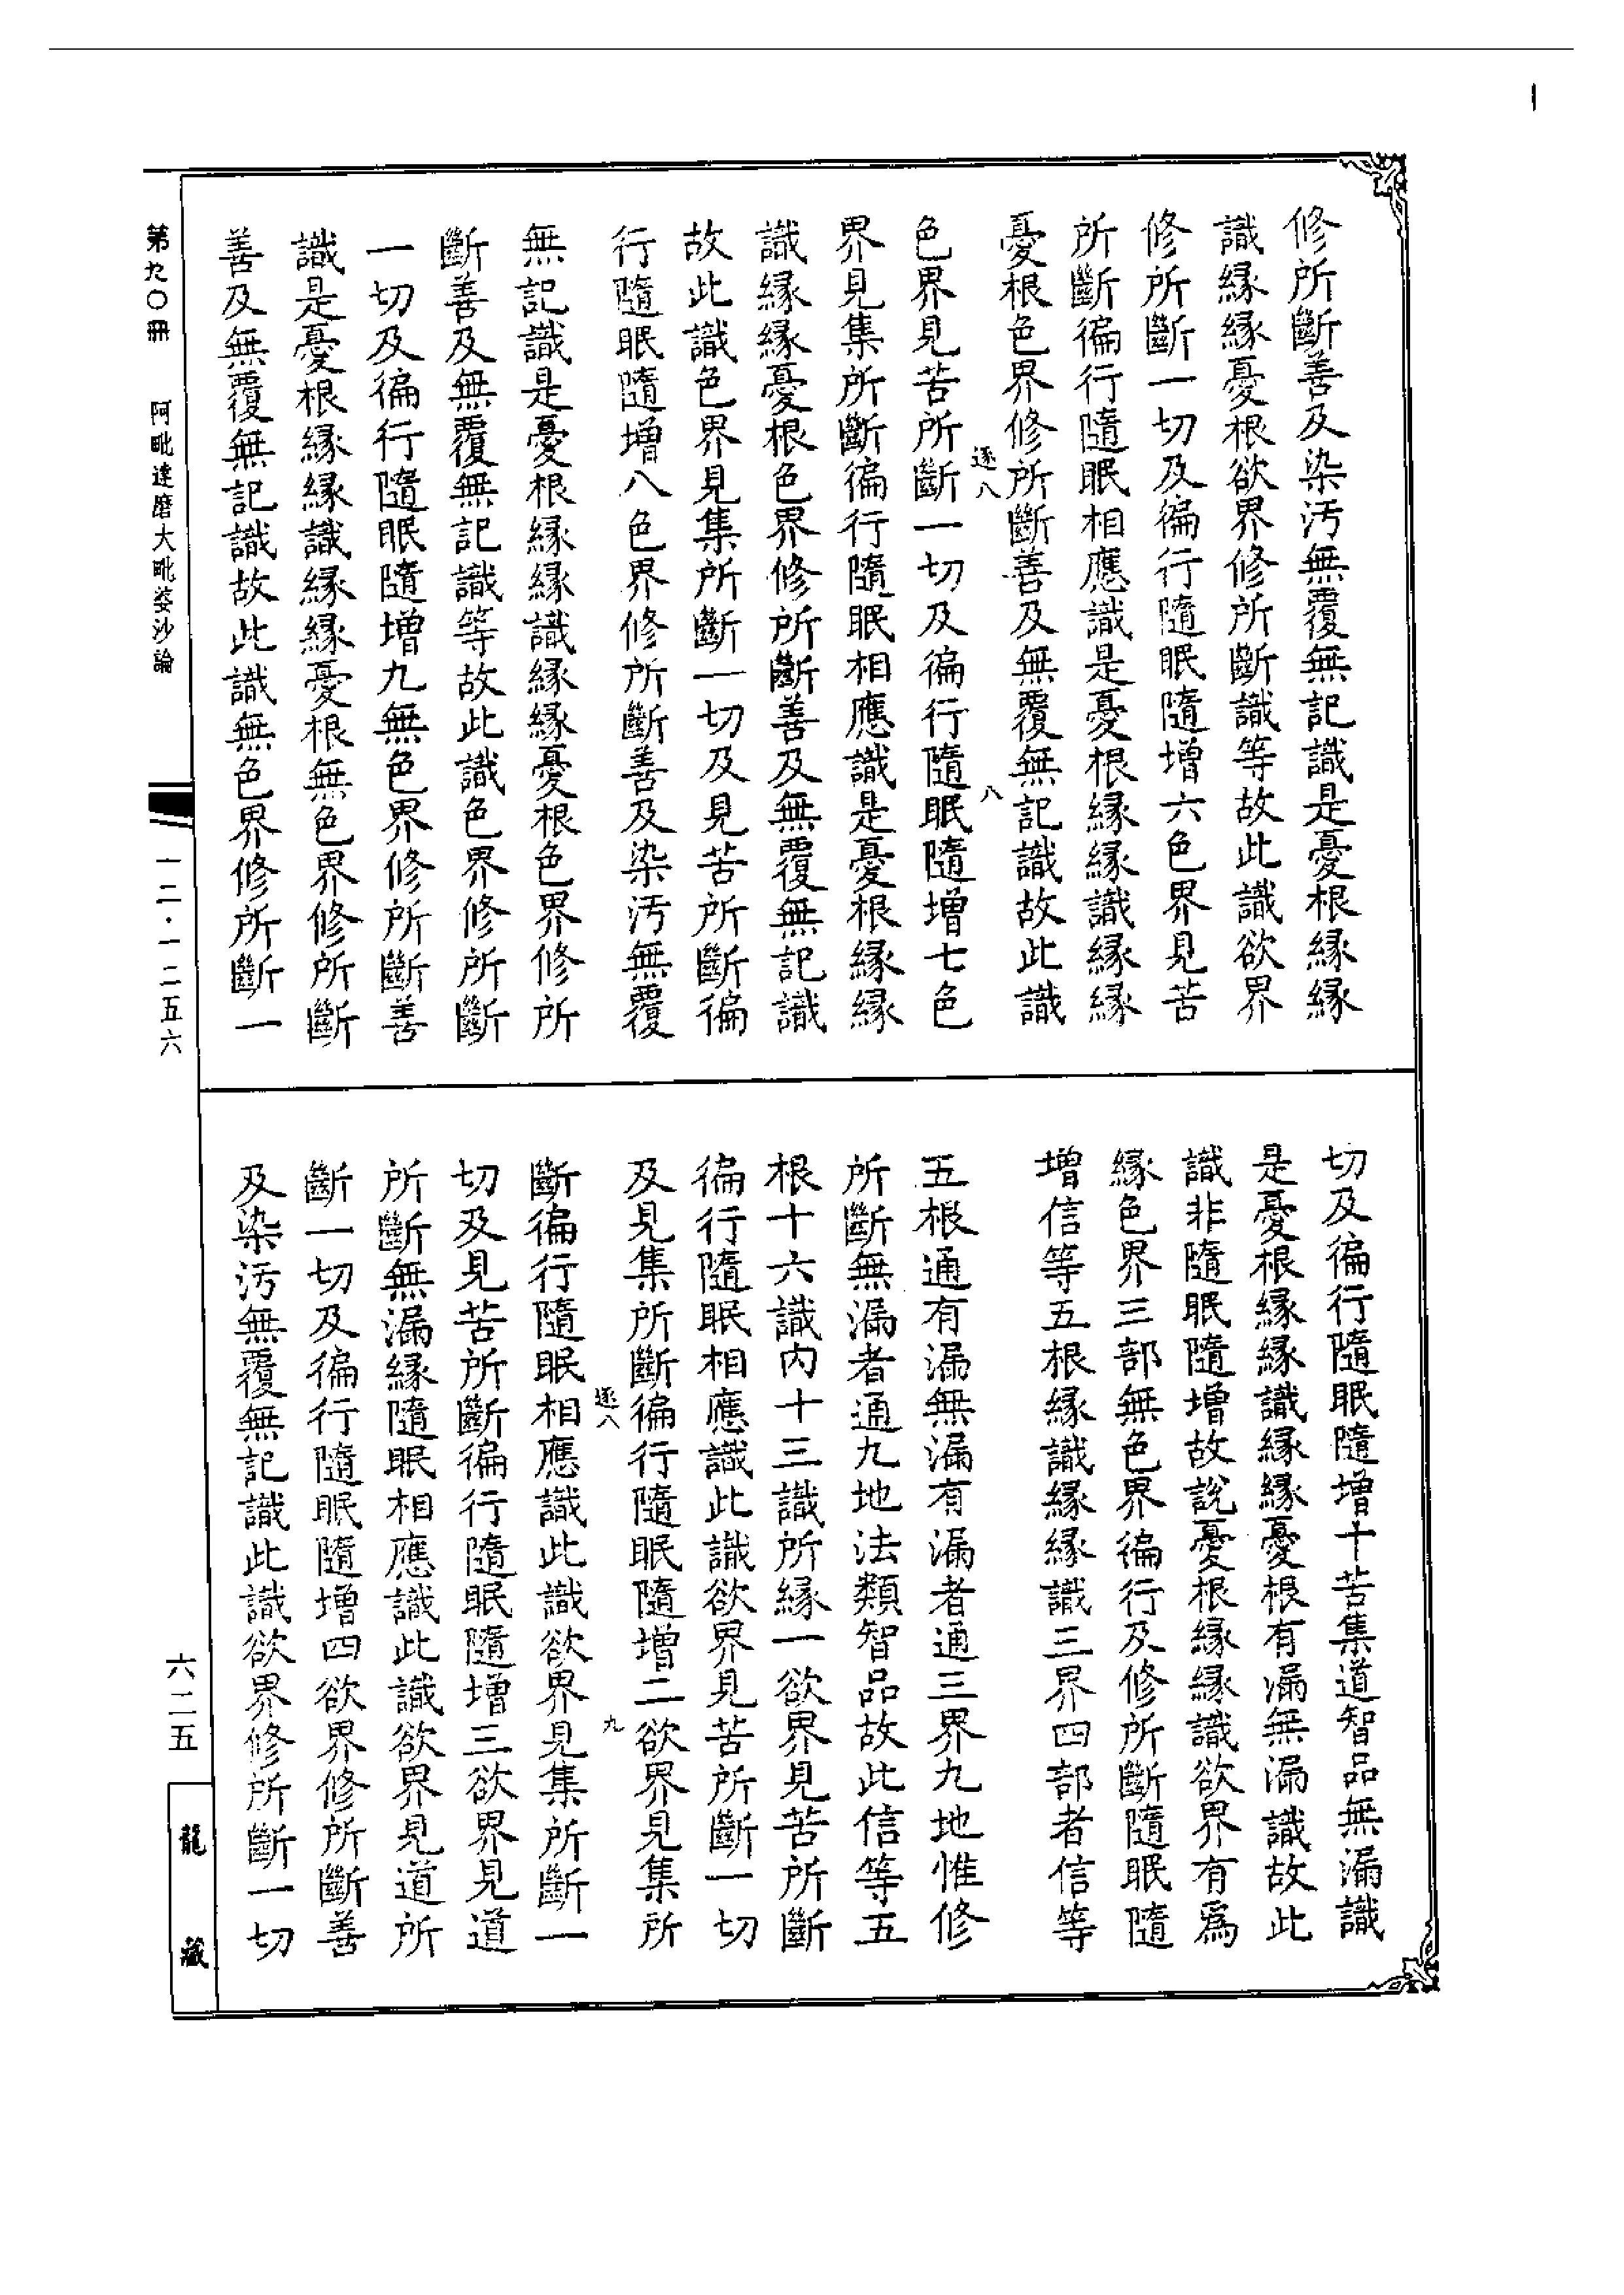 修所斷善及染汚無覆無記識是憂根緣緣
識緣緣憂根欲界修所斷識等故此識欲界
修所斷一切及徧行隨眠隨增六色界見苦
所斷徧行隨眠相應識是憂根緣緣識緣緣
憂根色界修所斷善及無覆無記識故此識
逐八
八
色界見苦所斷一切及徧行隨眠隨增七色
界見集所斷徧行隨眠相應識是憂根緣緣
識緣緣憂根色界修所斷善及無覆無記識
故此識色界見集所斷一切及見苦所斷徧
行隨眠隨增八色界修所斷善及染汚無覆
無記識是憂根緣緣識緣緣憂根色界修所
斷善及無覆無記識等故此識色界修所斷
一切及徧行隨眠隨增九無色界修所斷善
識是憂根緣緣識緣緣憂根無色界修所斷
善及無覆無記識故此識無色界修所斷一
切及徧行隨眠隨增十苦集道智品無漏識
是憂根緣緣識緣緣憂根有漏無漏識故此
識非隨眠隨增故說憂根緣緣識欲界有爲
緣色界三部無色界徧行及修所斷隨眠隨
增信等五根緣識緣緣識三界四部者信等
五根通有漏無漏有漏者通三界九地惟修
所斷無漏者通九地法類智品故此信等五
根十六識內十三識所緣一欲界見苦所斷
徧行隨眠相應識此識欲界見苦所斷一切
及見集所斷徧行隨眠隨增二欲界見集所
逐八
九
斷徧行隨眠相應識此識欲界見集所斷一
切及見苦所斷徧行隨眠隨增三欲界見道
所斷無漏緣隨眠相應識此識欲界見道所
斷一切及徧行隨眠隨增四欲界修所斷善
及染汚無覆無記識此識欲界修所斷一切
第九〇冊
阿毗達磨大毗婆沙論
一二·一二五六
六二五
龍藏